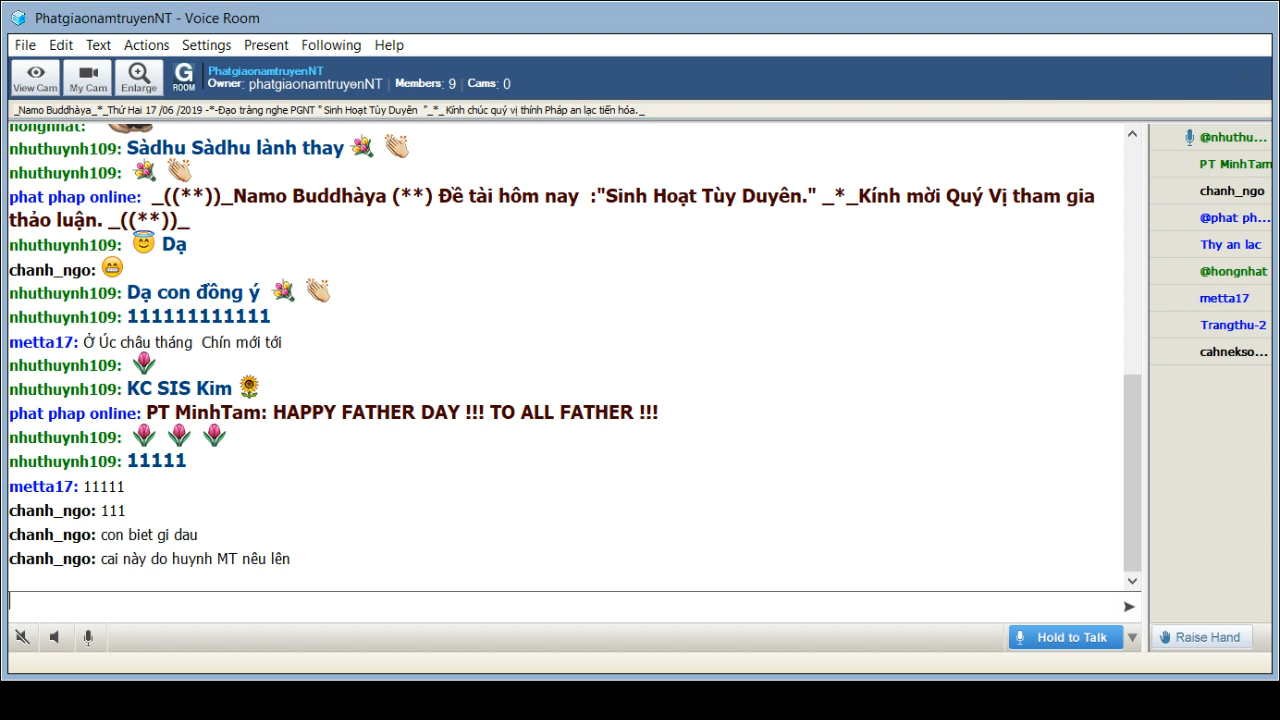 PhatgiaonamtruyenNT - Voice Room
File Edit Text Actions Settings Present Following Help
View Cam My Cam Enlarge G ROOM PhatgiaonamtruyenNT
Owner: phatgiaonamtruyenNT | Members: 9 | Cams: 0
_Namo Buddhàya_*_Thứ Hai 17 /06 /2019 -*-Đạo tràng nghe PGNT " Sinh Hoạt Tùy Duyên "_*_ Kính chúc quý vị thính Pháp an lạc tiến hóa._
hongnhat:
nhuthuynh109: Sàdhu Sàdhu lành thay
nhuthuynh109:
phat phap online: _((**))_Namo Buddhàya (**) Đề tài hôm nay :"Sinh Hoạt Tùy Duyên." _*_Kính mời Quý Vị tham gia
thảo luận. _((**))_
nhuthuynh109: Dạ
chanh_ngo:
nhuthuynh109: Dạ con đồng ý
nhuthuynh109: 111111111111
metta17: Ở Úc châu tháng Chín mới tới
nhuthuynh109:
nhuthuynh109: KC SIS Kim
phat phap online: PT MinhTam: HAPPY FATHER DAY !!! TO ALL FATHER !!!
nhuthuynh109:
nhuthuynh109: 11111
metta17: 11111
chanh_ngo: 111
chanh_ngo: con biet gi dau
chanh_ngo: cai này do huynh MT nêu lên
@nhuthu...
PT MinhTam
chanh_ngo
@phat ph...
Thy an lac
@hongnhat
metta17
Trangthu-2
cahnekso...
Hold to Talk
Raise Hand